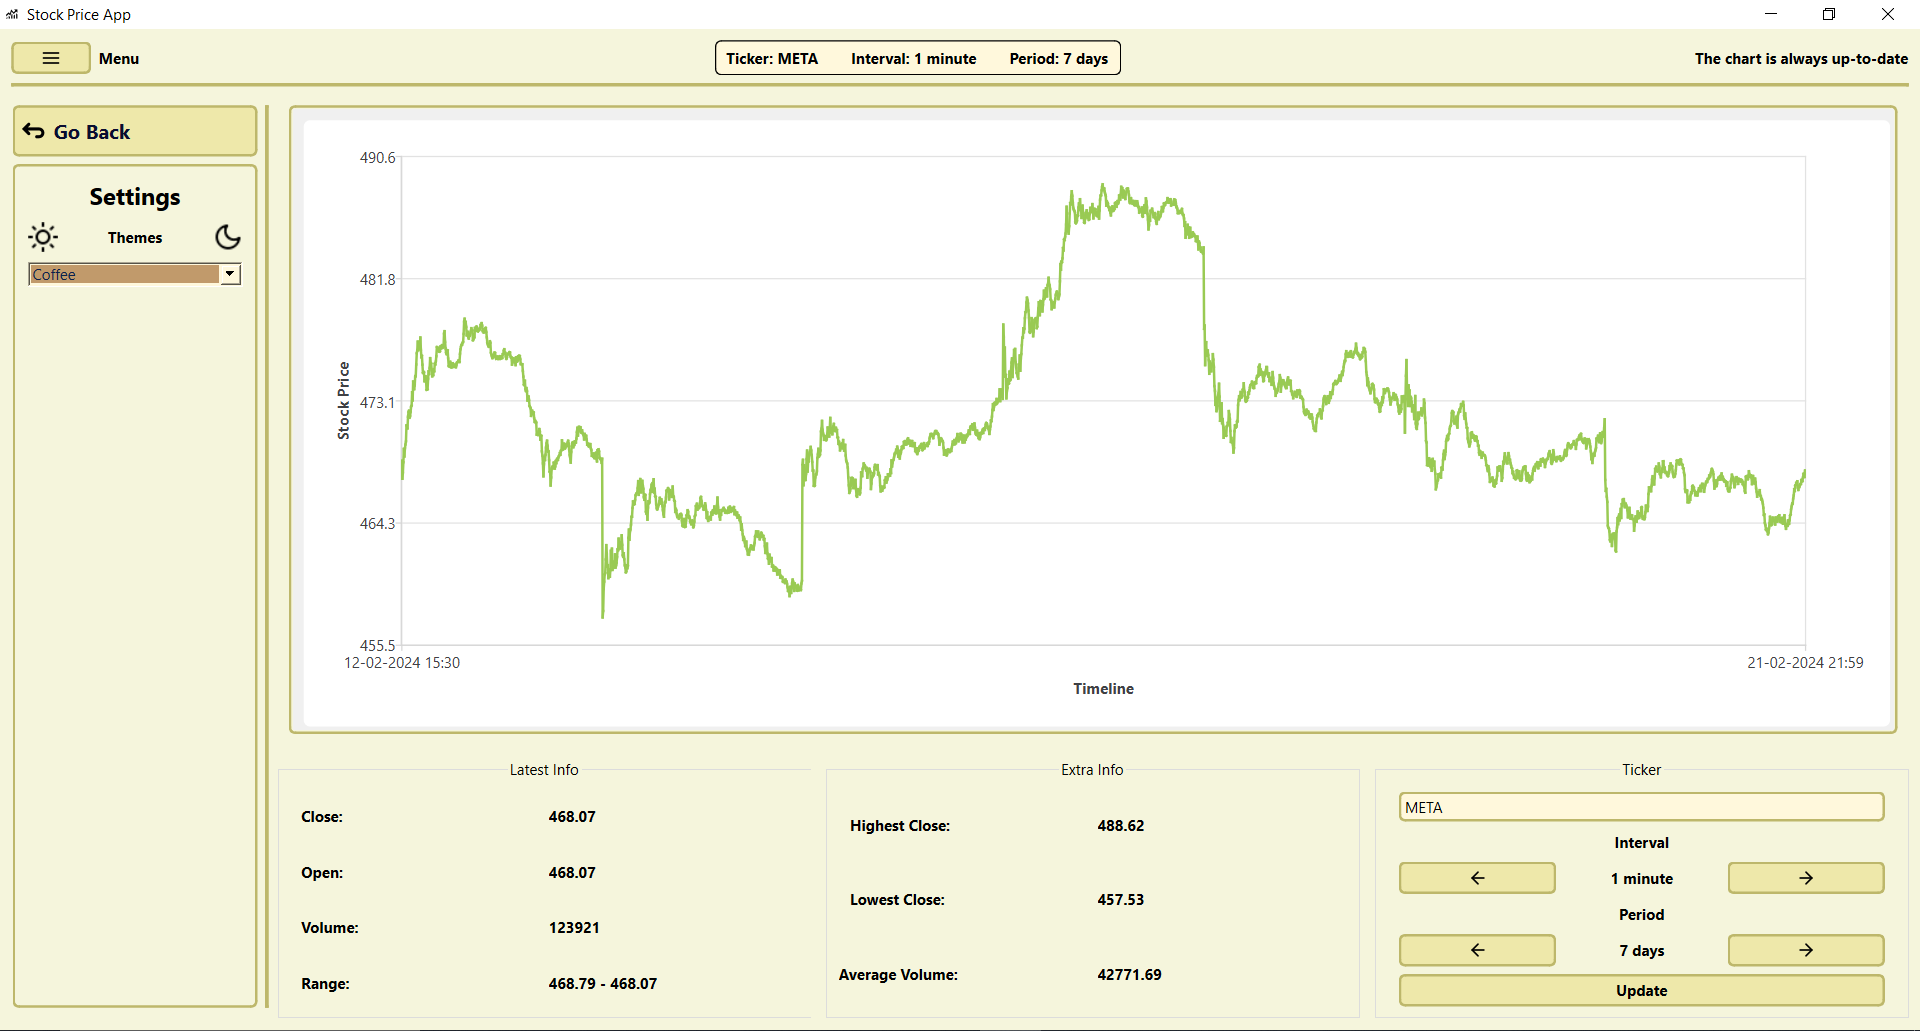 Stock Price App
Menu
Ticker: META Interval: 1 minute Period: 7 days
The chart is always up-to-date
Go Back
Settings
Themes
Coffee
490.6
481.8
473.1
464.3
455.5
Stock Price
12-02-2024 15:30
21-02-2024 21:59
Timeline
Latest Info
Close: 468.07
Open: 468.07
Volume: 123921
Range: 468.79 - 468.07
Extra Info
Highest Close: 488.62
Lowest Close: 457.53
Average Volume: 42771.69
Ticker
META
Interval
1 minute
Period
7 days
Update